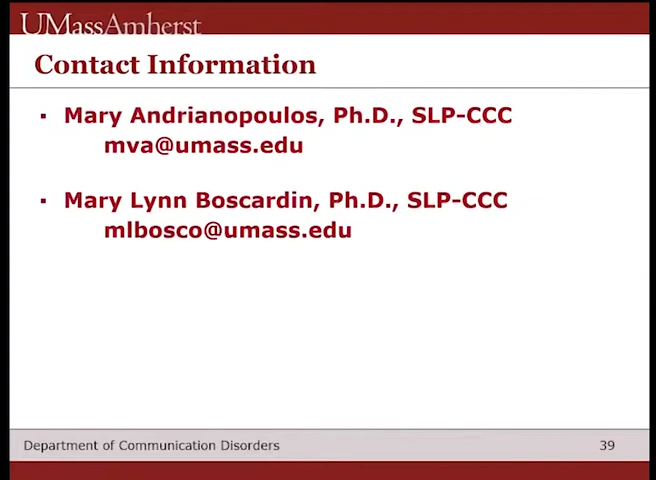 UMassAmherst
Contact Information
▪ Mary Andrianopoulos, Ph.D., SLP-CCC
mva@umass.edu
▪ Mary Lynn Boscardin, Ph.D., SLP-CCC
mlbosco@umass.edu
Department of Communication Disorders 39